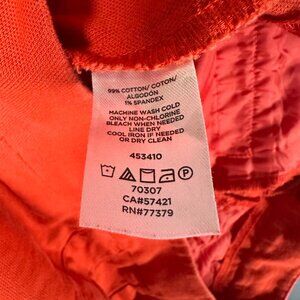 99% COTTON/ COTTON/
ALGODÓN
1% SPANDEX
MACHINE WASH COLD
ONLY NON-CHLORINE
BLEACH WHEN NEEDED
LINE DRY
COOL IRON IF NEEDED
OR DRY CLEAN
453410
P
70307
CA#57421
RN#77379